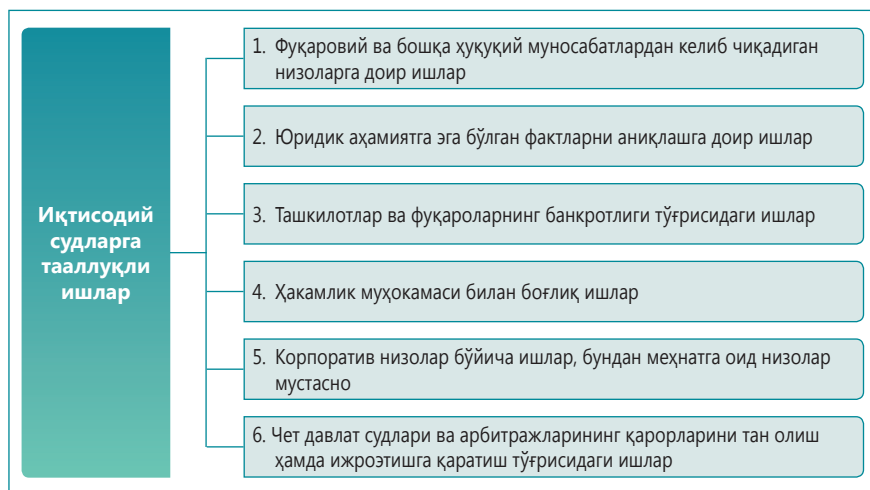 Иқтисодий
судларга
тааллуқли
ишлар
1. Фуқаровий ва бошқа ҳуқуқий муносабатлардан келиб чиқадиган
низоларга доир ишлар
2. Юридик аҳамиятга эга бўлган фактларни аниқлашга доир ишлар
3. Ташкилотлар ва фуқароларнинг банкротлиги тўғрисидаги ишлар
4. Ҳакамлик муҳокамаси билан боғлиқ ишлар
5. Корпоратив низолар бўйича ишлар, бундан меҳнатга оид низолар
мустасно
6. Чет давлат судлари ва арбитражларининг қарорларини тан олиш
ҳамда ижроэтишга қаратиш тўғрисидаги ишлар